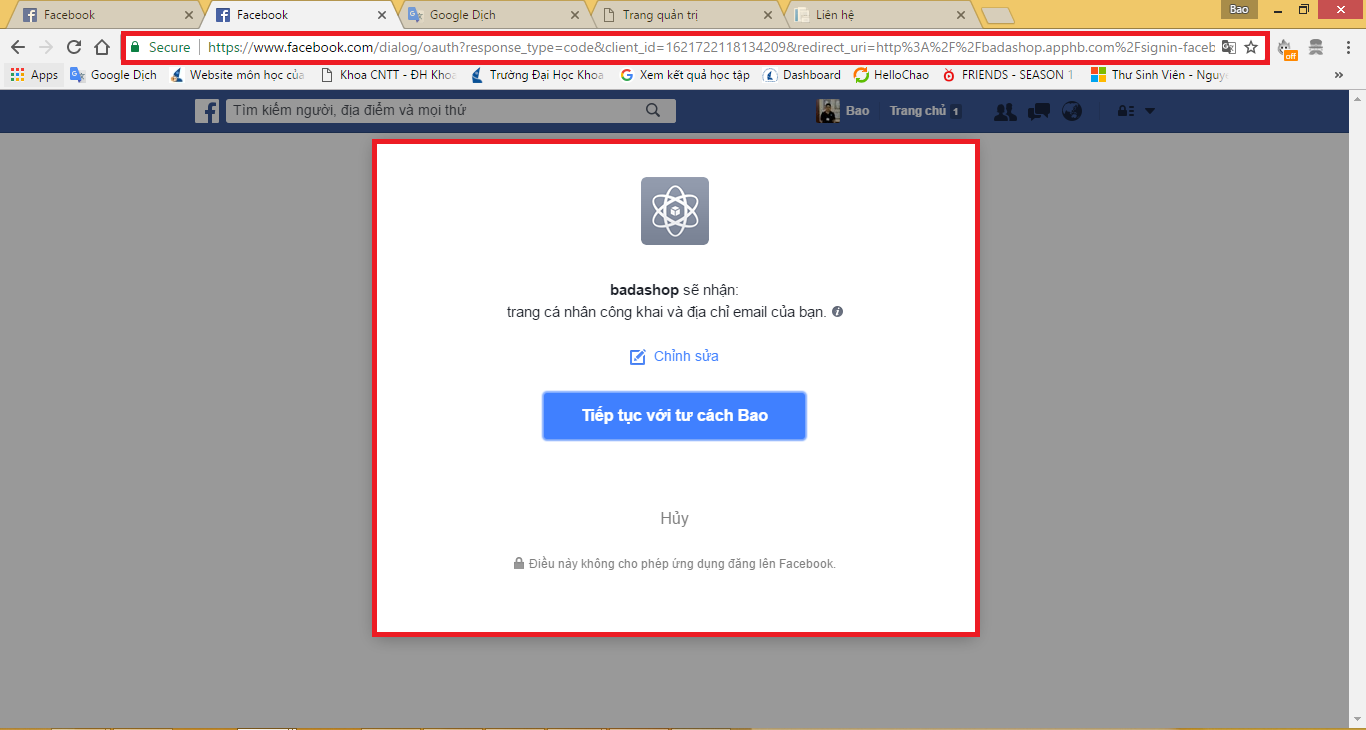 Facebook
Facebook
Google Dịch
Trang quản trị
Liên hệ
Bao
Secure
https://www.facebook.com/dialog/oauth?response_type=code&client_id=1621722118134209&redirect_uri=http%3A%2F%2Fbadashop.apphb.com%2Fsignin-faceb
off
Apps
Google Dịch
Website môn học củ
Khoa CNTT - ĐH Kho
Trường Đại Học Kho
Xem kết quả học tập
Dashboard
HelloChao
FRIENDS - SEASON 1
Thư Sinh Viên - Nguy
»
Tìm kiếm người, địa điểm và mọi thứ
Bao
Trang chủ 1
badashop sẽ nhận:
trang cá nhân công khai và địa chỉ email của bạn.
Chỉnh sửa
Tiếp tục với tư cách Bao
Hủy
Điều này không cho phép ứng dụng đăng lên Facebook.